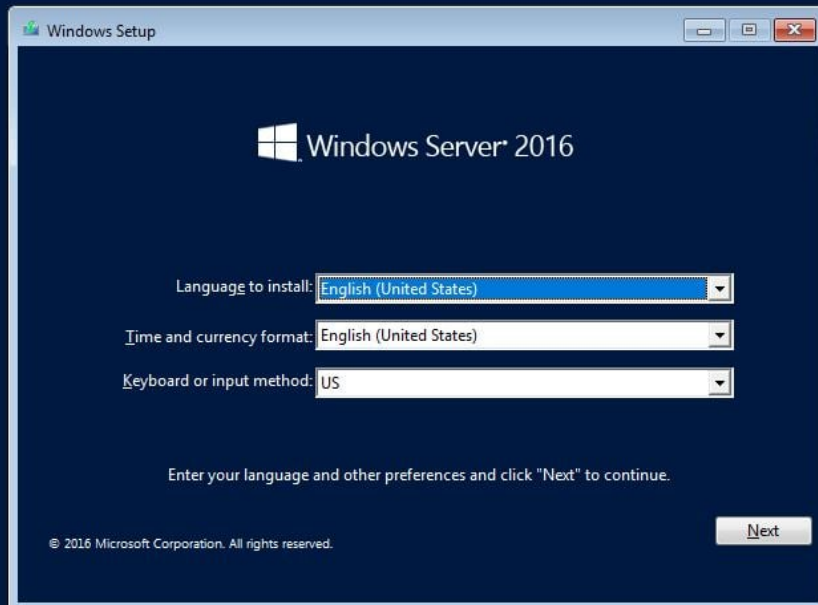 Windows Setup
Windows Server® 2016
Language to install: English (United States)
Time and currency format: English (United States)
Keyboard or input method: US
Enter your language and other preferences and click "Next" to continue.
Next
© 2016 Microsoft Corporation. All rights reserved.